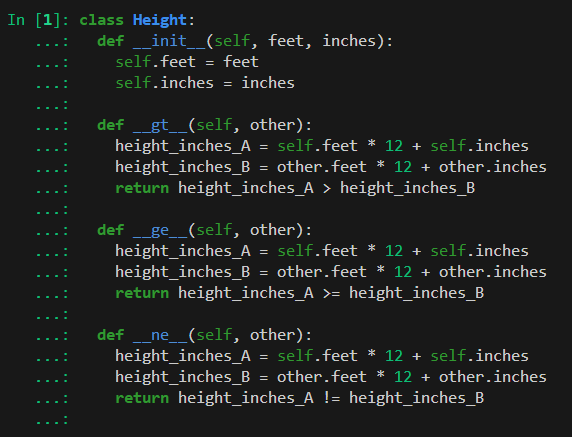 In [1]: class Height:
   ...:   def __init__(self, feet, inches):
   ...:     self.feet = feet
   ...:     self.inches = inches
   ...:
   ...:   def __gt__(self, other):
   ...:     height_inches_A = self.feet * 12 + self.inches
   ...:     height_inches_B = other.feet * 12 + other.inches
   ...:     return height_inches_A > height_inches_B
   ...:
   ...:   def __ge__(self, other):
   ...:     height_inches_A = self.feet * 12 + self.inches
   ...:     height_inches_B = other.feet * 12 + other.inches
   ...:     return height_inches_A >= height_inches_B
   ...:
   ...:   def __ne__(self, other):
   ...:     height_inches_A = self.feet * 12 + self.inches
   ...:     height_inches_B = other.feet * 12 + other.inches
   ...:     return height_inches_A != height_inches_B
   ...: